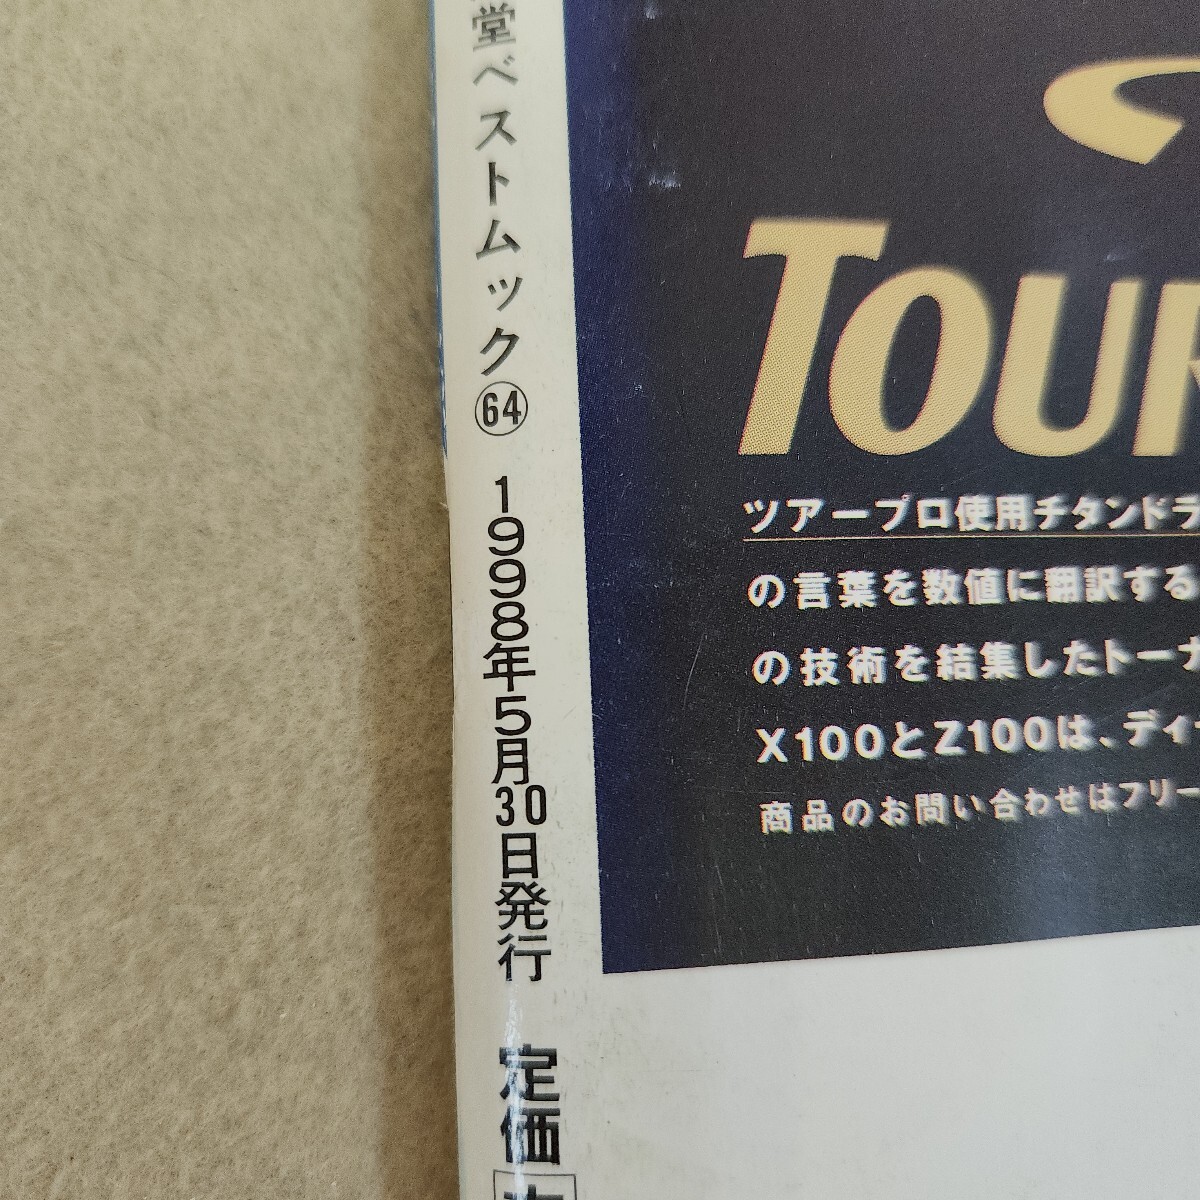 堂ベストムック64 1998年5月30日発行 定価
TOUR
ツアープロ使用チタンドラ
の言葉を数値に翻訳する
の技術を結集したトーナ
X100とZ100は、ディ
商品のお問い合わせはフリー